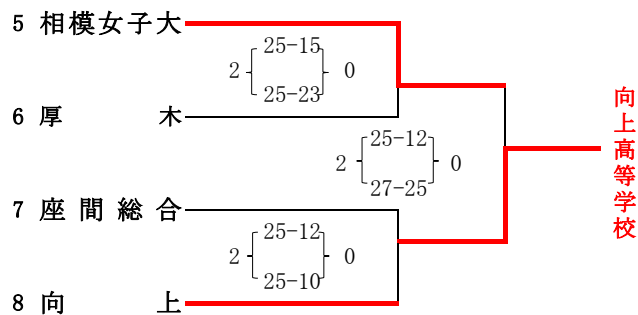 5 相模女子大
25-15
2 0
25-23
6 厚 木
25-12
2 0
27-25
向上高等学校
7 座間総合
25-12
2 0
25-10
8 向 上